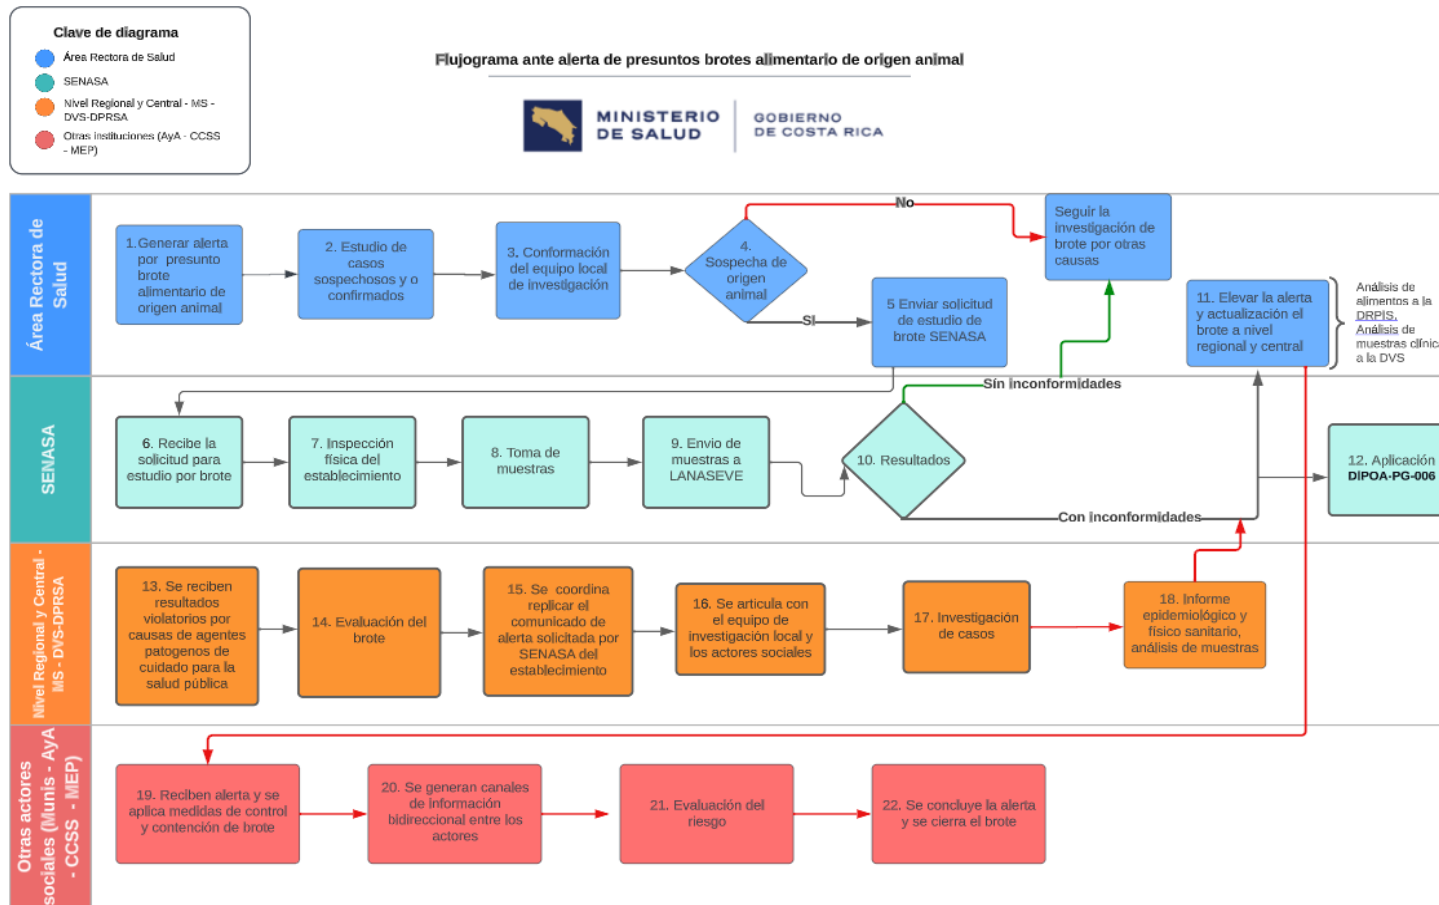 Clave de diagrama
Área Rectora de Salud
SENASA
Nivel Regional y Central - MS -
DVS-DPRSA
Otras instituciones (AyA - CCSS
- MEP)
Flujograma ante alerta de presuntos brotes alimentario de origen animal
MINISTERIO
DE SALUD
GOBIERNO
DE COSTA RICA
Área Rectora de
Salud
1.Generar alerta
por presunto
brote
alimentario de
origen animal
2. Estudio de
casos
sospechosos y o
confirmados
3. Conformación
del equipo local
de investigación
4.
Sospecha de
origen
animal
No
SI
Seguir la
investigación de
brote por otras
causas
5 Enviar solicitud
de estudio de
brote SENASA
11. Elevar la alerta
y actualización el
brote a nivel
regional y central
Análisis de
alimentos a la
DRPIS,
Análisis de
muestras clínica
a la DVS
SENASA
6. Recibe la
solicitud para
estudio por brote
7. Inspección
física del
establecimiento
8. Toma de
muestras
9. Envio de
muestras a
LANASEVE
10. Resultados
Sín inconformidades
Con inconformidades
12. Aplicación
DIPOA-PG-006
Nivel Regional y Central -
MS - DVS-DPRSA
13. Se reciben
resultados
violatorios por
causas de agentes
patogenos de
cuidado para la
salud pública
14. Evaluación del
brote
15. Se coordina
replicar el
comunicado de
alerta solicitada por
SENASA del
establecimiento
16. Se articula con
el equipo de
investigación local y
los actores sociales
17. Investigación
de casos
18. Informe
epidemiológico y
físico sanitario,
análisis de muestras
Otras actores
sociales (Munis - AyA
- CCSS - MEP)
19. Reciben alerta y se
aplica medidas de control
y contención de brote
20. Se generan canales
de información
bidireccional entre los
actores
21. Evaluación del
riesgo
22. Se concluye la alerta
y se cierra el brote